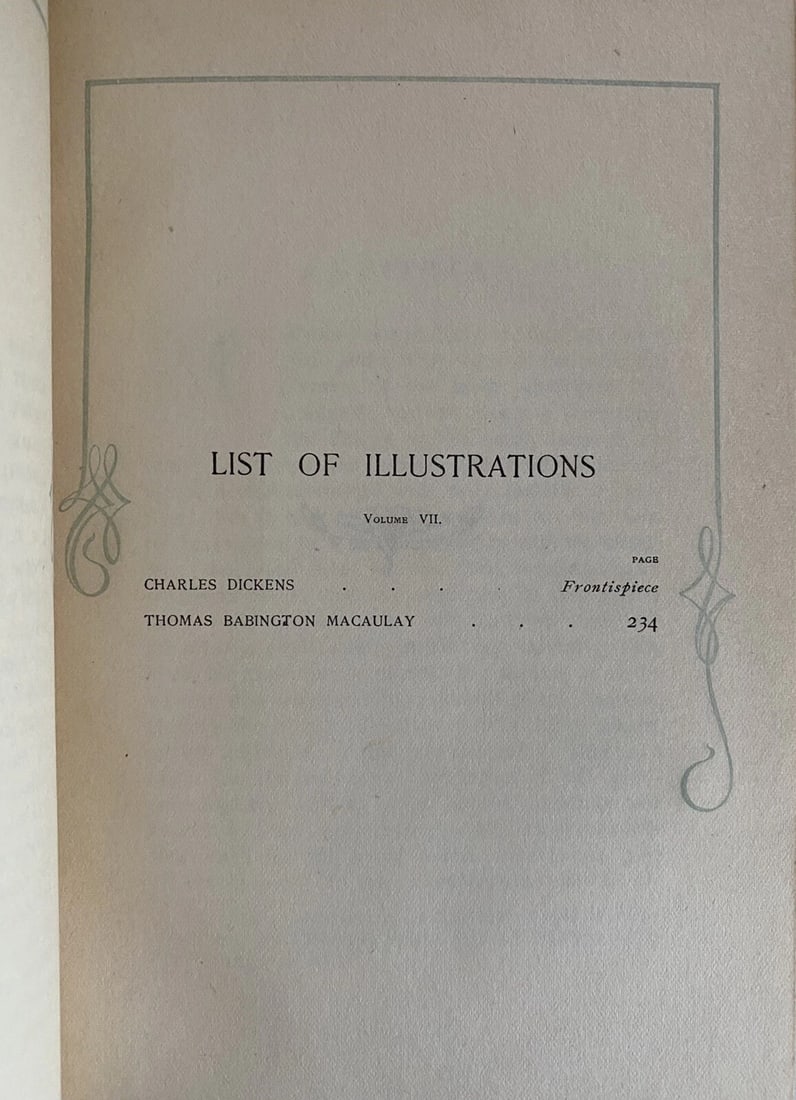 LIST OF ILLUSTRATIONS
Volume VII.
PAGE
CHARLES DICKENS . . . . Frontispiece
THOMAS BABINGTON MACAULAY . . . 234